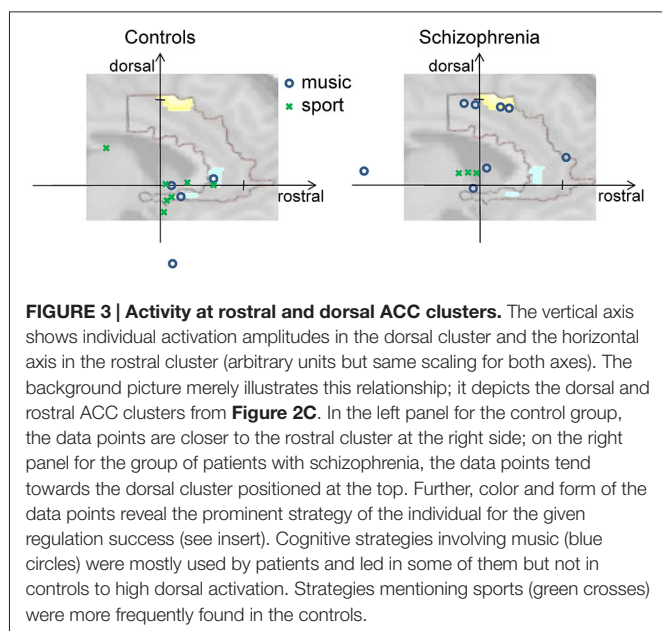 Controls
Schizophrenia
dorsal
dorsal
music
sport
rostral
rostral
FIGURE 3 | Activity at rostral and dorsal ACC clusters. The vertical axis
shows individual activation amplitudes in the dorsal cluster and the horizontal
axis in the rostral cluster (arbitrary units but same scaling for both axes). The
background picture merely illustrates this relationship; it depicts the dorsal and
rostral ACC clusters from Figure 2C. In the left panel for the control group,
the data points are closer to the rostral cluster at the right side; on the right
panel for the group of patients with schizophrenia, the data points tend
towards the dorsal cluster positioned at the top. Further, color and form of the
data points reveal the prominent strategy of the individual for the given
regulation success (see insert). Cognitive strategies involving music (blue
circles) were mostly used by patients and led in some of them but not in
controls to high dorsal activation. Strategies mentioning sports (green crosses)
were more frequently found in the controls.